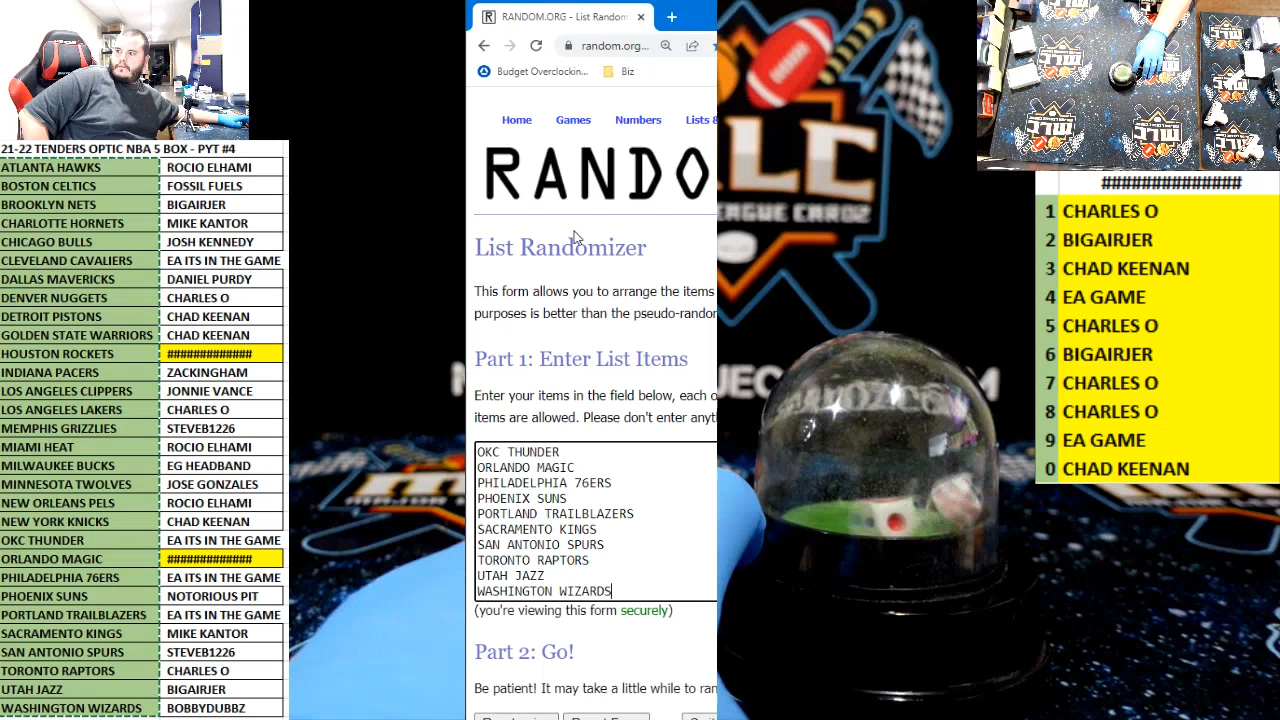 21-22 TENDERS OPTIC NBA 5 BOX - PYT #4
ATLANTA HAWKS ROCIO ELHAMI
BOSTON CELTICS FOSSIL FUELS
BROOKLYN NETS BIGAIRJER
CHARLOTTE HORNETS MIKE KANTOR
CHICAGO BULLS JOSH KENNEDY
CLEVELAND CAVALIERS EA ITS IN THE GAME
DALLAS MAVERICKS DANIEL PURDY
DENVER NUGGETS CHARLES O
DETROIT PISTONS CHAD KEENAN
GOLDEN STATE WARRIORS CHAD KEENAN
HOUSTON ROCKETS #############
INDIANA PACERS ZACKINGHAM
LOS ANGELES CLIPPERS JONNIE VANCE
LOS ANGELES LAKERS CHARLES O
MEMPHIS GRIZZLIES STEVEB1226
MIAMI HEAT ROCIO ELHAMI
MILWAUKEE BUCKS EG HEADBAND
MINNESOTA TWOLVES JOSE GONZALES
NEW ORLEANS PELS ROCIO ELHAMI
NEW YORK KNICKS CHAD KEENAN
OKC THUNDER EA ITS IN THE GAME
ORLANDO MAGIC #############
PHILADELPHIA 76ERS EA ITS IN THE GAME
PHOENIX SUNS NOTORIOUS PIT
PORTLAND TRAILBLAZERS EA ITS IN THE GAME
SACRAMENTO KINGS MIKE KANTOR
SAN ANTONIO SPURS STEVEB1226
TORONTO RAPTORS CHARLES O
UTAH JAZZ BIGAIRJER
WASHINGTON WIZARDS BOBBYDUBBZ
RANDOM.ORG - List Random
random.org...
Budget Overclockin... Biz
Home Games Numbers Lists &
RANDO
List Randomizer
This form allows you to arrange the items
purposes is better than the pseudo-random
Part 1: Enter List Items
Enter your items in the field below, each
items are allowed. Please don't enter anyt
OKC THUNDER
ORLANDO MAGIC
PHILADELPHIA 76ERS
PHOENIX SUNS
PORTLAND TRAILBLAZERS
SACRAMENTO KINGS
SAN ANTONIO SPURS
TORONTO RAPTORS
UTAH JAZZ
WASHINGTON WIZARDS
(you're viewing this form securely)
Part 2: Go!
Be patient! It may take a little while to ran
LC
LEAGUE CARDZ
MLC
##############
1 CHARLES O
2 BIGAIRJER
3 CHAD KEENAN
4 EA GAME
5 CHARLES O
6 BIGAIRJER
7 CHARLES O
8 CHARLES O
9 EA GAME
0 CHAD KEENAN